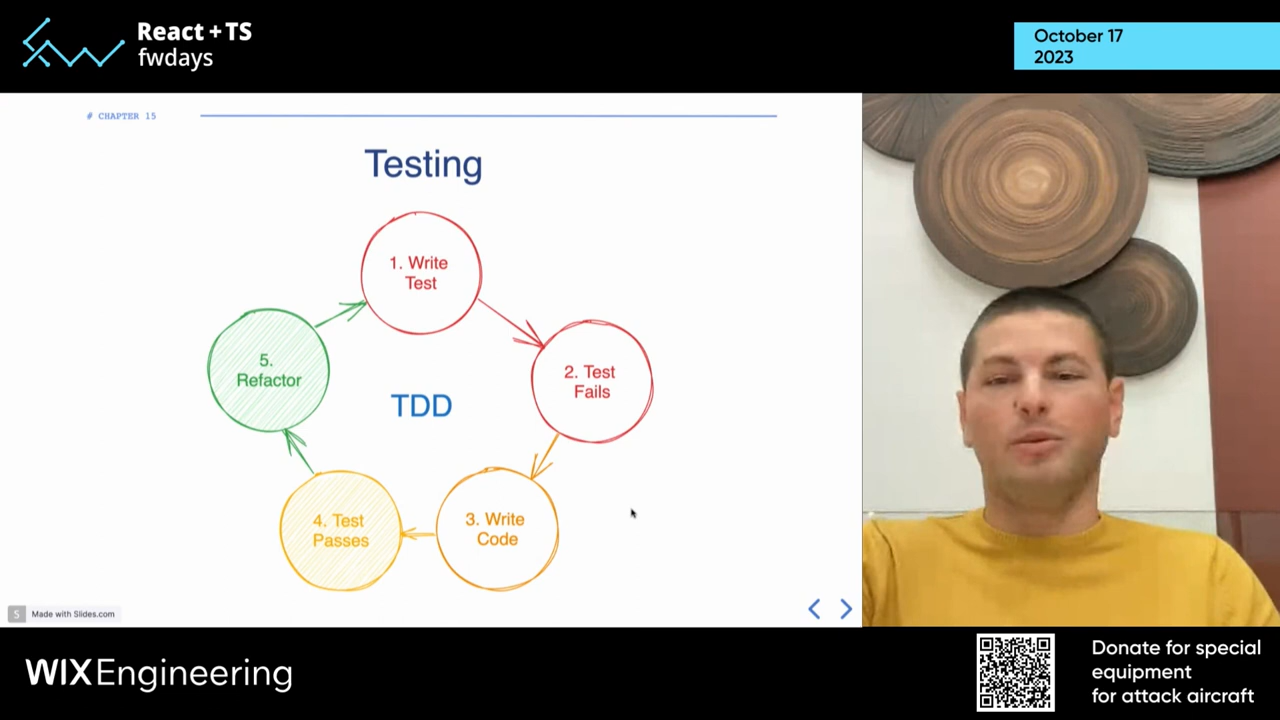 React + TS
fwdays
October 17
2023
# CHAPTER 15
Testing
1. Write
Test
2. Test
Fails
3. Write
Code
4. Test
Passes
5.
Refactor
TDD
S Made with Slides.com
WIX Engineering
Donate for special
equipment
for attack aircraft